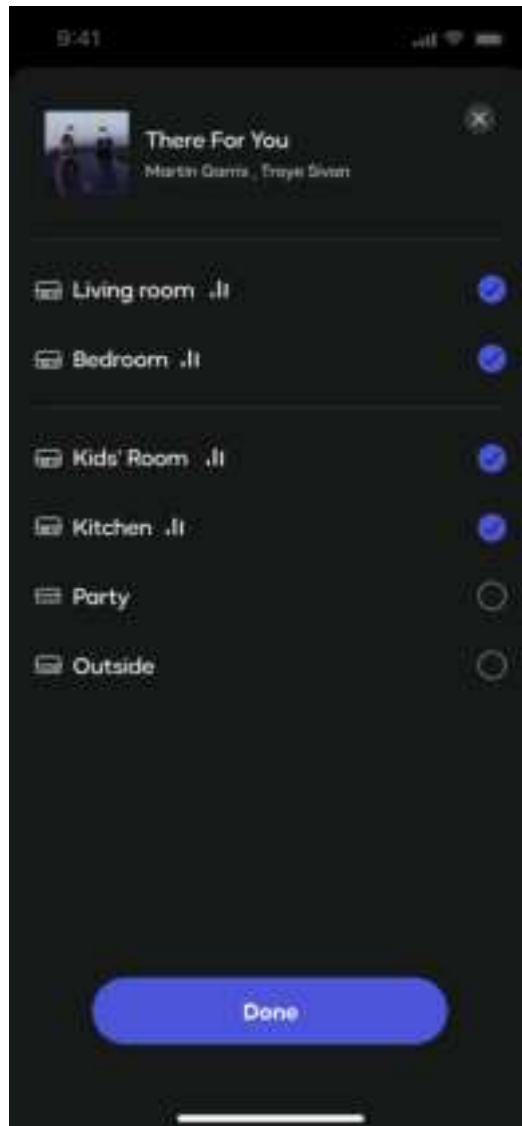 9:41
There For You
Martin Garrix, Troye Sivan
Living room
Bedroom
Kids' Room
Kitchen
Party
Outside
Done